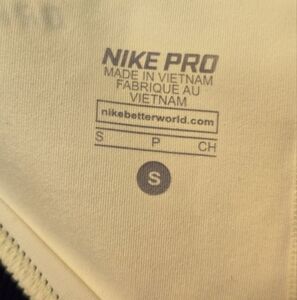 NIKE PRO
MADE IN VIETNAM
FABRIQUE AU
VIETNAM
nikebetterworld.com
S P CH
S